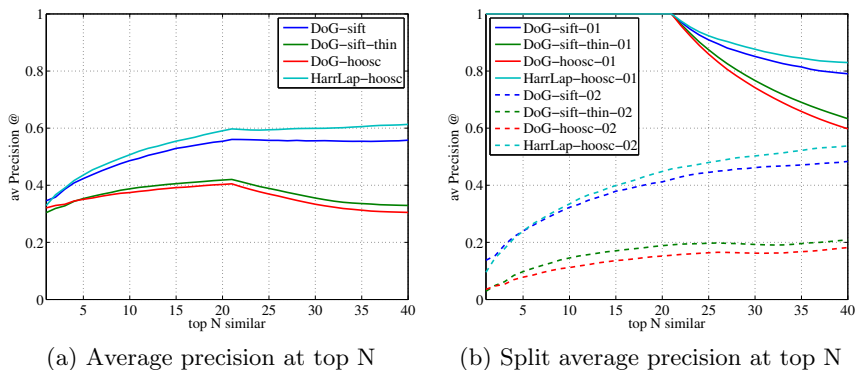 1
0.8
0.6
0.4
0.2
0
5 10 15 20 25 30 35 40
av Precision @
top N similar
DoG-sift
DoG-sift-thin
DoG-hoosc
HarrLap-hoosc
(a) Average precision at top N
1
0.8
0.6
0.4
0.2
0
5 10 15 20 25 30 35 40
av Precision @
top N similar
DoG-sift-01
DoG-sift-thin-01
DoG-hoosc-01
HarrLap-hoosc-01
DoG-sift-02
DoG-sift-thin-02
DoG-hoosc-02
HarrLap-hoosc-02
(b) Split average precision at top N